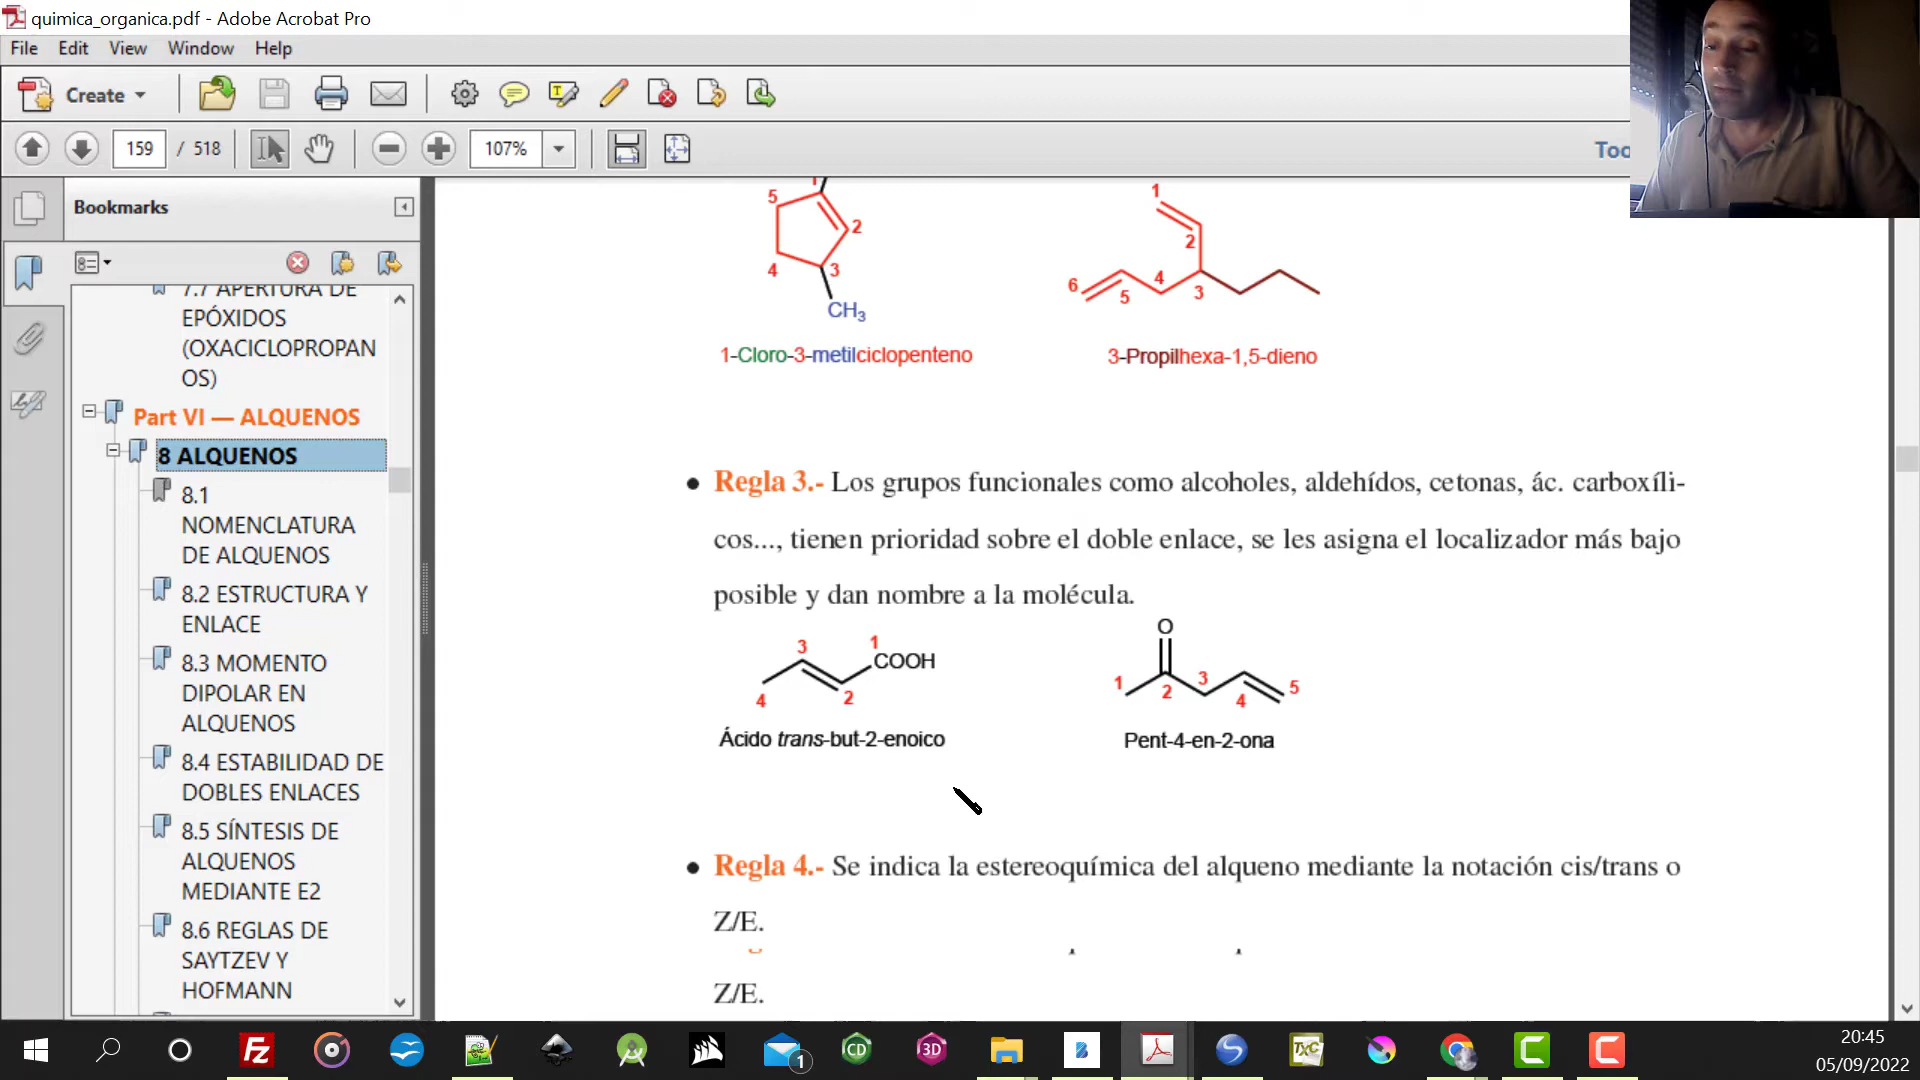 quimica_organica.pdf - Adobe Acrobat Pro
File Edit View Window Help
Create
159 / 518 107%
Bookmarks
7.7 APERTURA DE
EPÓXIDOS
(OXACICLOPROPAN
OS)
Part VI — ALQUENOS
8 ALQUENOS
8.1
NOMENCLATURA
DE ALQUENOS
8.2 ESTRUCTURA Y
ENLACE
8.3 MOMENTO
DIPOLAR EN
ALQUENOS
8.4 ESTABILIDAD DE
DOBLES ENLACES
8.5 SÍNTESIS DE
ALQUENOS
MEDIANTE E2
8.6 REGLAS DE
SAYTZEV Y
HOFMANN
5 1 2 4 3
CH3
1-Cloro-3-metilciclopenteno
1 2 6 5 4 3
3-Propilhexa-1,5-dieno
• Regla 3.- Los grupos funcionales como alcoholes, aldehídos, cetonas, ác. carboxíli-
cos..., tienen prioridad sobre el doble enlace, se les asigna el localizador más bajo
posible y dan nombre a la molécula.
3 1 COOH
4 2
Ácido trans-but-2-enoico
O
1 2 3 4 5
Pent-4-en-2-ona
• Regla 4.- Se indica la estereoquímica del alqueno mediante la notación cis/trans o
Z/E.
Z/E.
Fz
1
CD
3D
TXC
20:45
05/09/2022